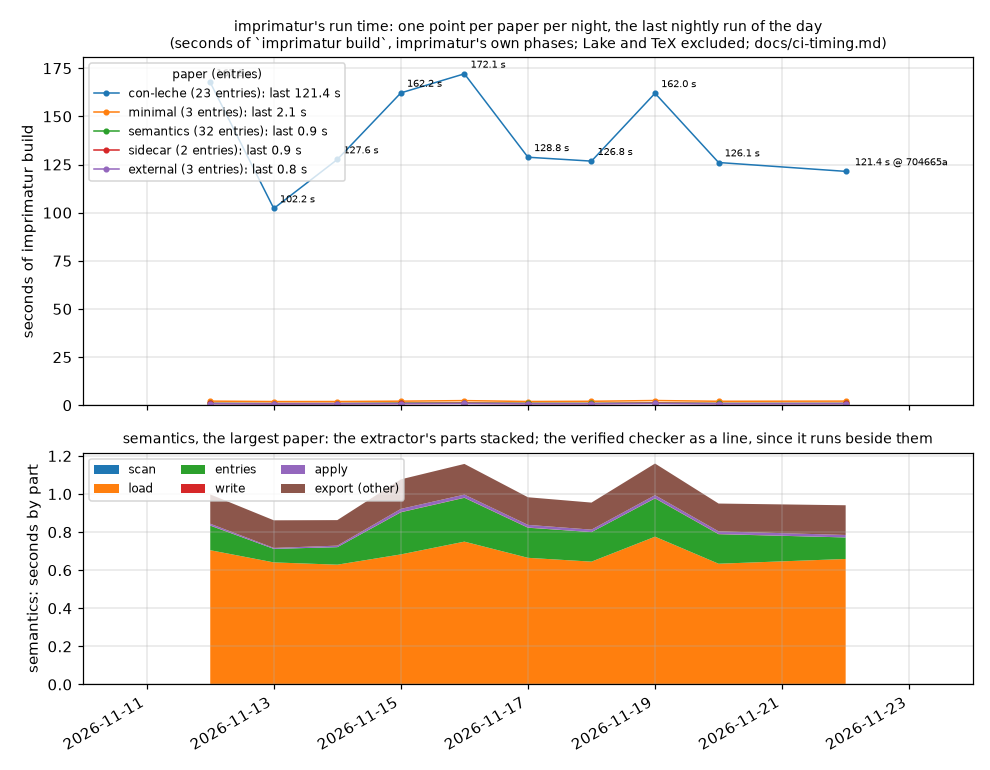 imprimatur's run time: one point per paper per night, the last nightly run of the day
(seconds of `imprimatur build`, imprimatur's own phases; Lake and TeX excluded; docs/ci-timing.md)
seconds of imprimatur build
175
150
125
100
75
50
25
0
paper (entries)
con-leche (23 entries): last 121.4 s
minimal (3 entries): last 2.1 s
semantics (32 entries): last 0.9 s
sidecar (2 entries): last 0.9 s
external (3 entries): last 0.8 s
102.2 s
127.6 s
162.2 s
172.1 s
128.8 s
126.8 s
162.0 s
126.1 s
121.4 s @ 704665a
semantics, the largest paper: the extractor's parts stacked; the verified checker as a line, since it runs beside them
semantics: seconds by part
1.2
1.0
0.8
0.6
0.4
0.2
0.0
scan
load
entries
write
apply
export (other)
2026-11-11
2026-11-13
2026-11-15
2026-11-17
2026-11-19
2026-11-21
2026-11-23